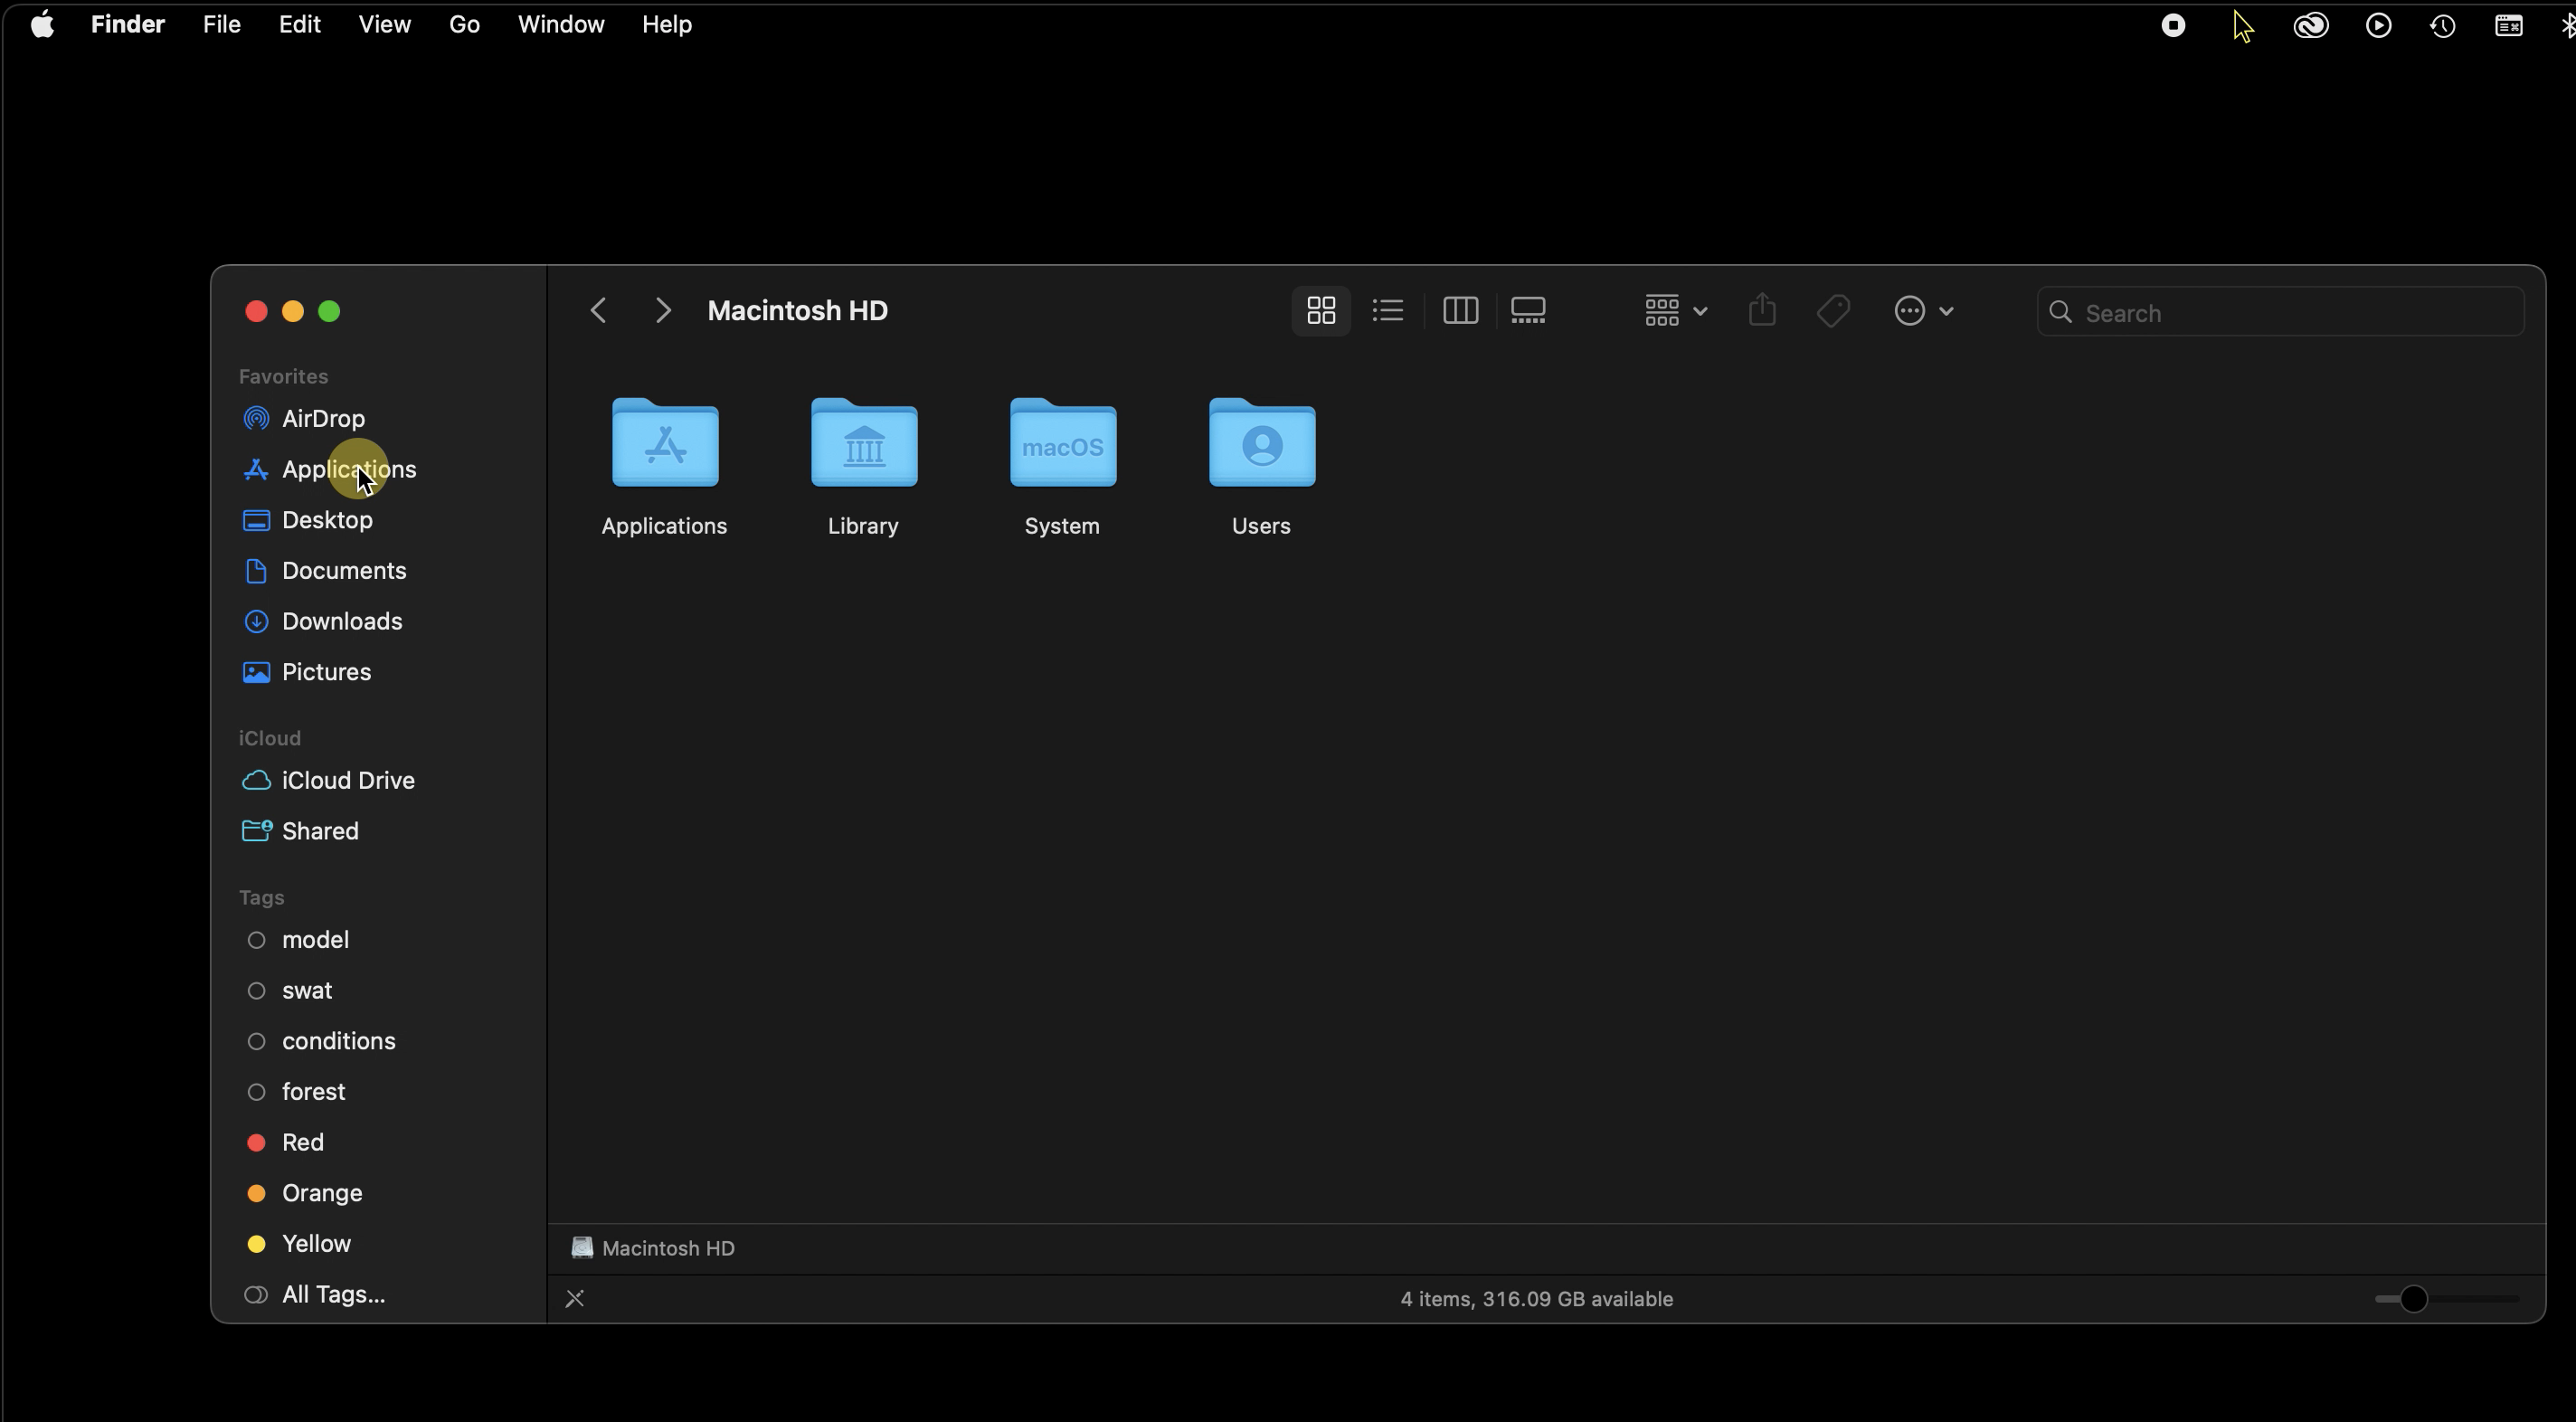 Finder File Edit View Go Window Help
Macintosh HD
Search
Favorites
AirDrop
Applications
Desktop
Documents
Downloads
Pictures
iCloud
iCloud Drive
Shared
Tags
model
swat
conditions
forest
Red
Orange
Yellow
All Tags...
macOS
Applications Library System Users
Macintosh HD
4 items, 316.09 GB available